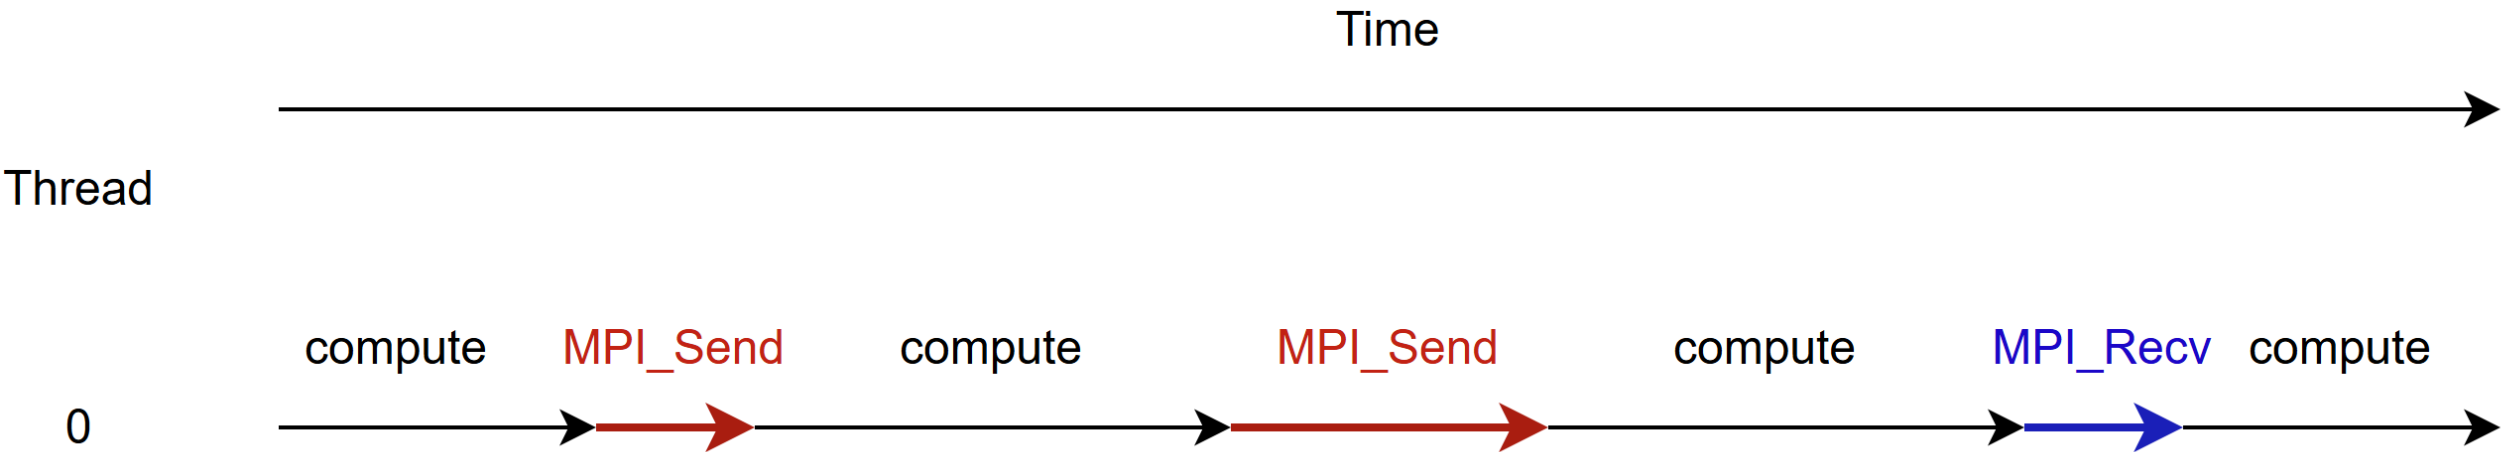 Time
Thread
compute MPI_Send compute MPI_Send compute MPI_Recv compute
0